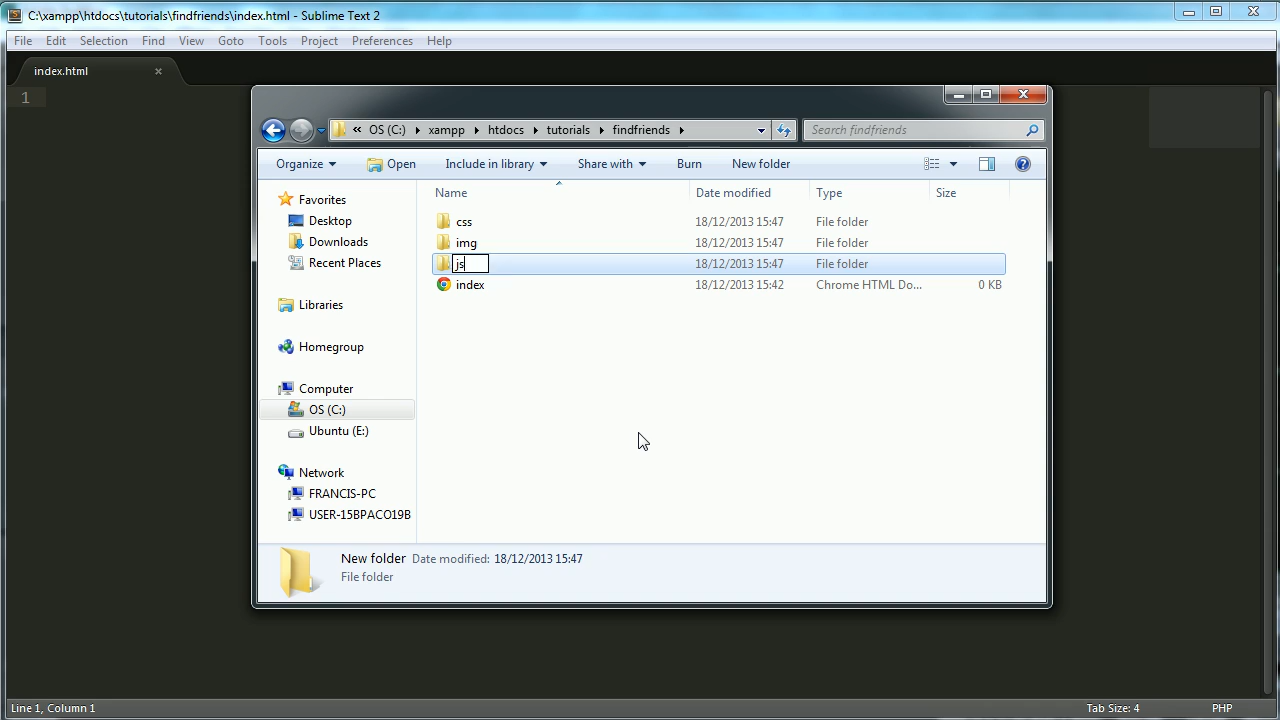 C:\xampp\htdocs\tutorials\findfriends\index.html - Sublime Text 2
File Edit Selection Find View Goto Tools Project Preferences Help
index.html
1
« OS (C:) xampp htdocs tutorials findfriends
Search findfriends
Organize Open Include in library Share with Burn New folder
Name Date modified Type Size
Favorites
Desktop
Downloads
Recent Places
Libraries
Homegroup
Computer
OS (C:)
Ubuntu (E:)
Network
FRANCIS-PC
USER-15BPACO19B
css 18/12/2013 15:47 File folder
img 18/12/2013 15:47 File folder
js 18/12/2013 15:47 File folder
index 18/12/2013 15:42 Chrome HTML Do... 0 KB
New folder Date modified: 18/12/2013 15:47
File folder
Line 1, Column 1
Tab Size: 4 PHP